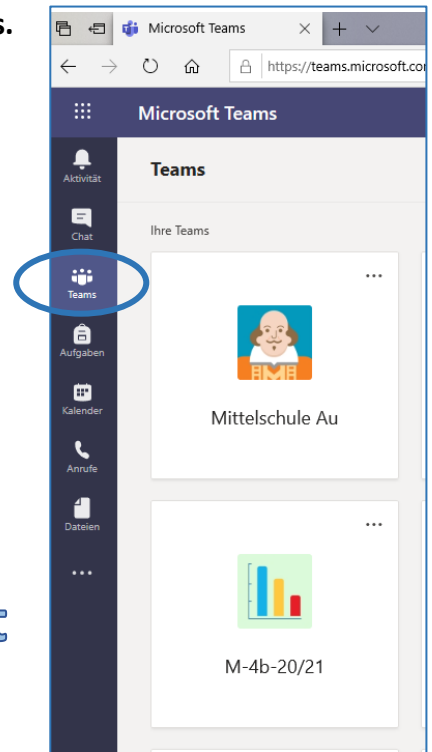 s.
Microsoft Teams
https://teams.microsoft.co
Microsoft Teams
Aktivität
Teams
Chat
Ihre Teams
Teams
Aufgaben
Mittelschule Au
Kalender
Anrufe
Dateien
M-4b-20/21